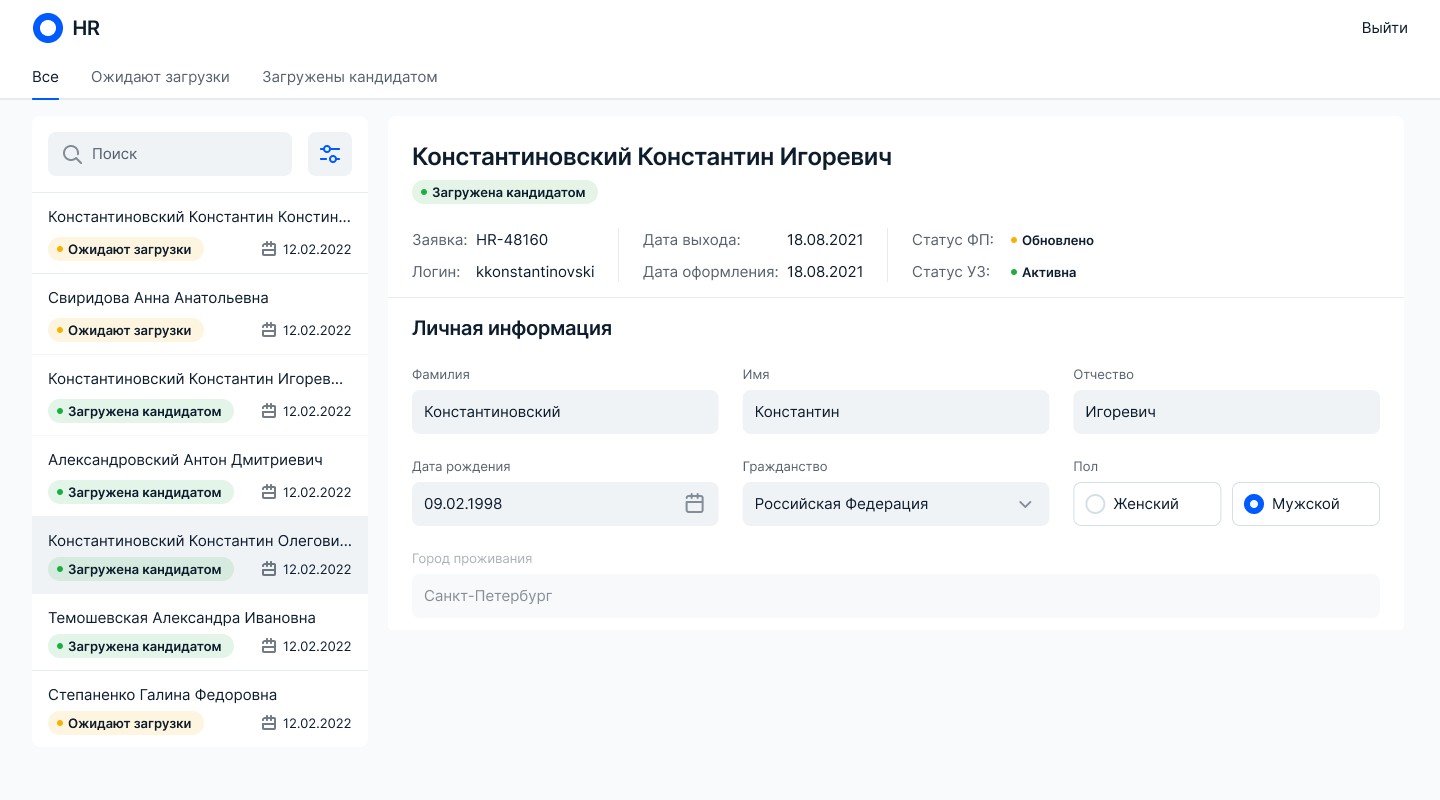 HR
Выйти
Все
Ожидают загрузки
Загружены кандидатом
Поиск
Константиновский Константин Констин...
Ожидают загрузки
12.02.2022
Свиридова Анна Анатольевна
Ожидают загрузки
12.02.2022
Константиновский Константин Игорев...
Загружена кандидатом
12.02.2022
Александровский Антон Дмитриевич
Загружена кандидатом
12.02.2022
Константиновский Константин Олегови...
Загружена кандидатом
12.02.2022
Темошевская Александра Ивановна
Загружена кандидатом
12.02.2022
Степаненко Галина Федоровна
Ожидают загрузки
12.02.2022
Константиновский Константин Игоревич
Загружена кандидатом
Заявка: HR-48160
Логин: kkonstantinovski
Дата выхода: 18.08.2021
Дата оформления: 18.08.2021
Статус ФП: Обновлено
Статус УЗ: Активна
Личная информация
Фамилия
Константиновский
Имя
Константин
Отчество
Игоревич
Дата рождения
09.02.1998
Гражданство
Российская Федерация
Пол
Женский
Мужской
Город проживания
Санкт-Петербург